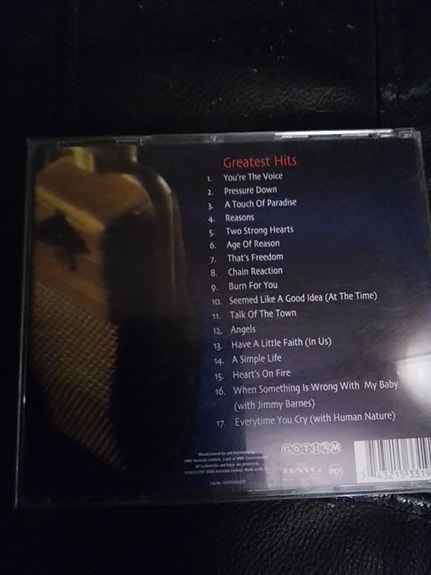 Greatest Hits
1. You're The Voice
2. Pressure Down
3. A Touch Of Paradise
4. Reasons
5. Two Strong Hearts
6. Age Of Reason
7. That's Freedom
8. Chain Reaction
9. Burn For You
10. Seemed Like A Good Idea (At The Time)
11. Talk Of The Town
12. Angels
13. Have A Little Faith (In Us)
14. A Simple Life
15. Heart's On Fire
16. When Something Is Wrong With My Baby
(with Jimmy Barnes)
17. Everytime You Cry (with Human Nature)
GOTHAM
BMG